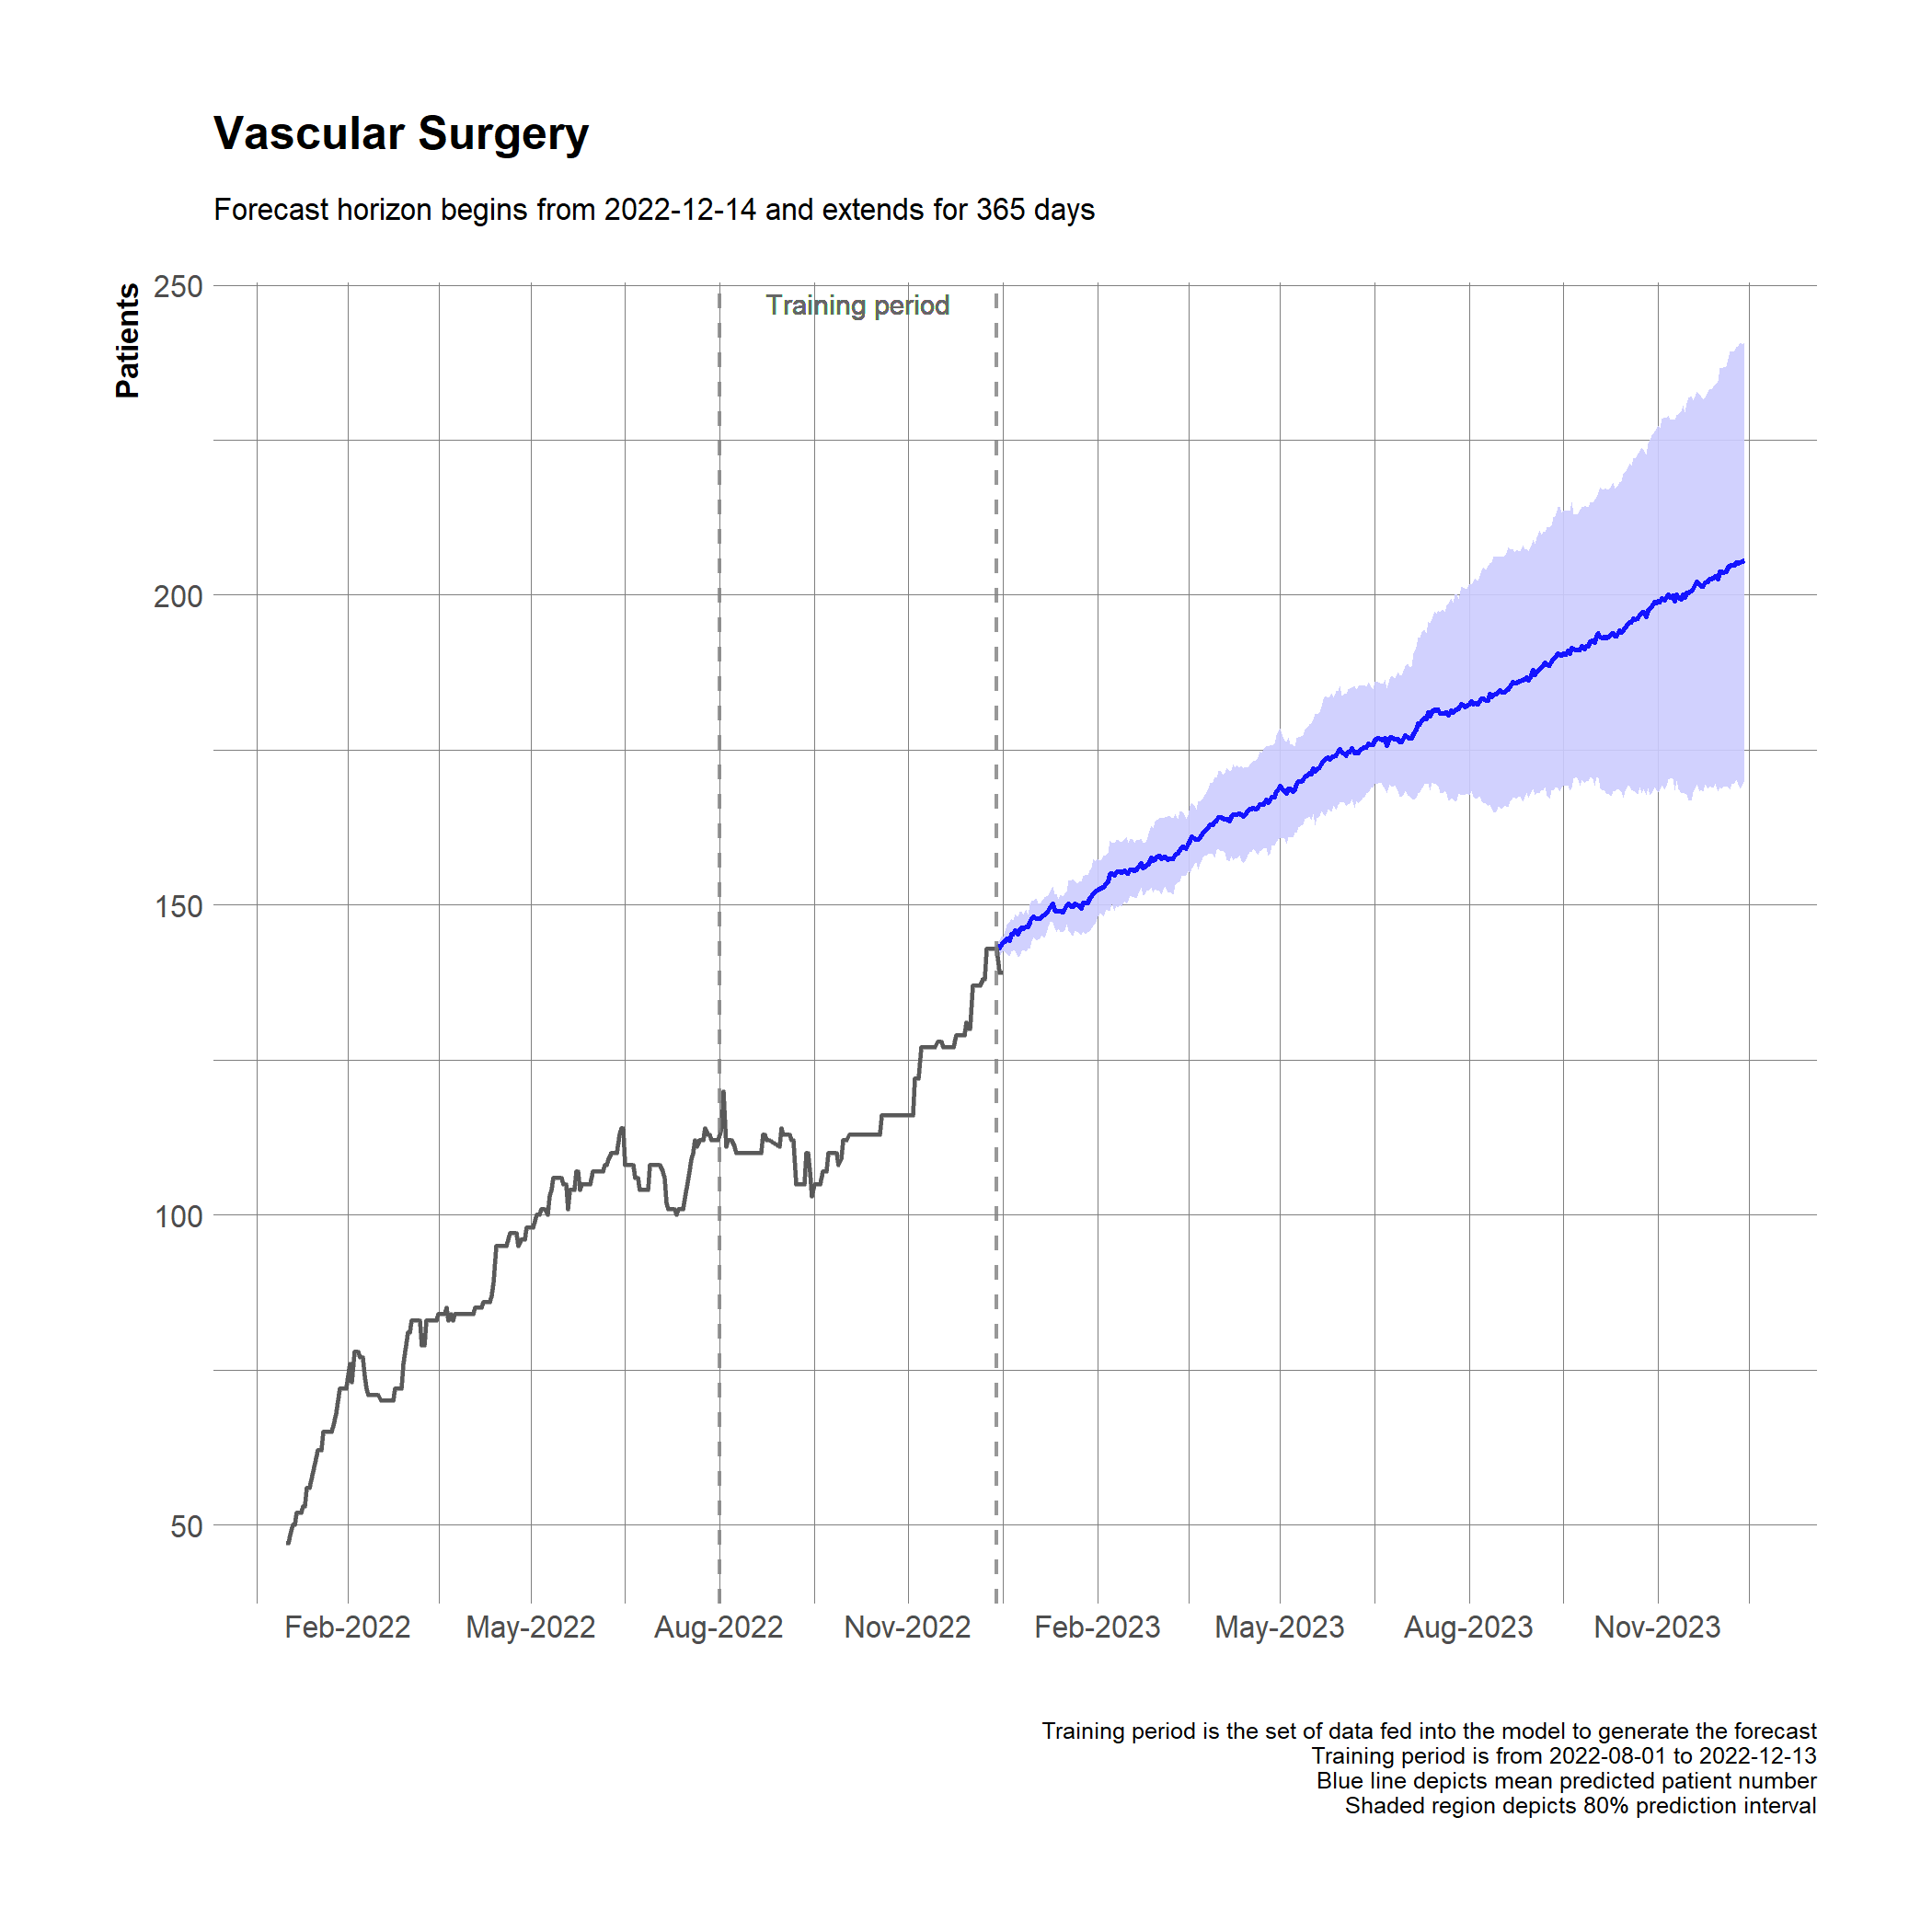 Vascular Surgery
Forecast horizon begins from 2022-12-14 and extends for 365 days
Patients
250
200
150
100
50
Training period
Feb-2022 May-2022 Aug-2022 Nov-2022 Feb-2023 May-2023 Aug-2023 Nov-2023
Training period is the set of data fed into the model to generate the forecast
Training period is from 2022-08-01 to 2022-12-13
Blue line depicts mean predicted patient number
Shaded region depicts 80% prediction interval